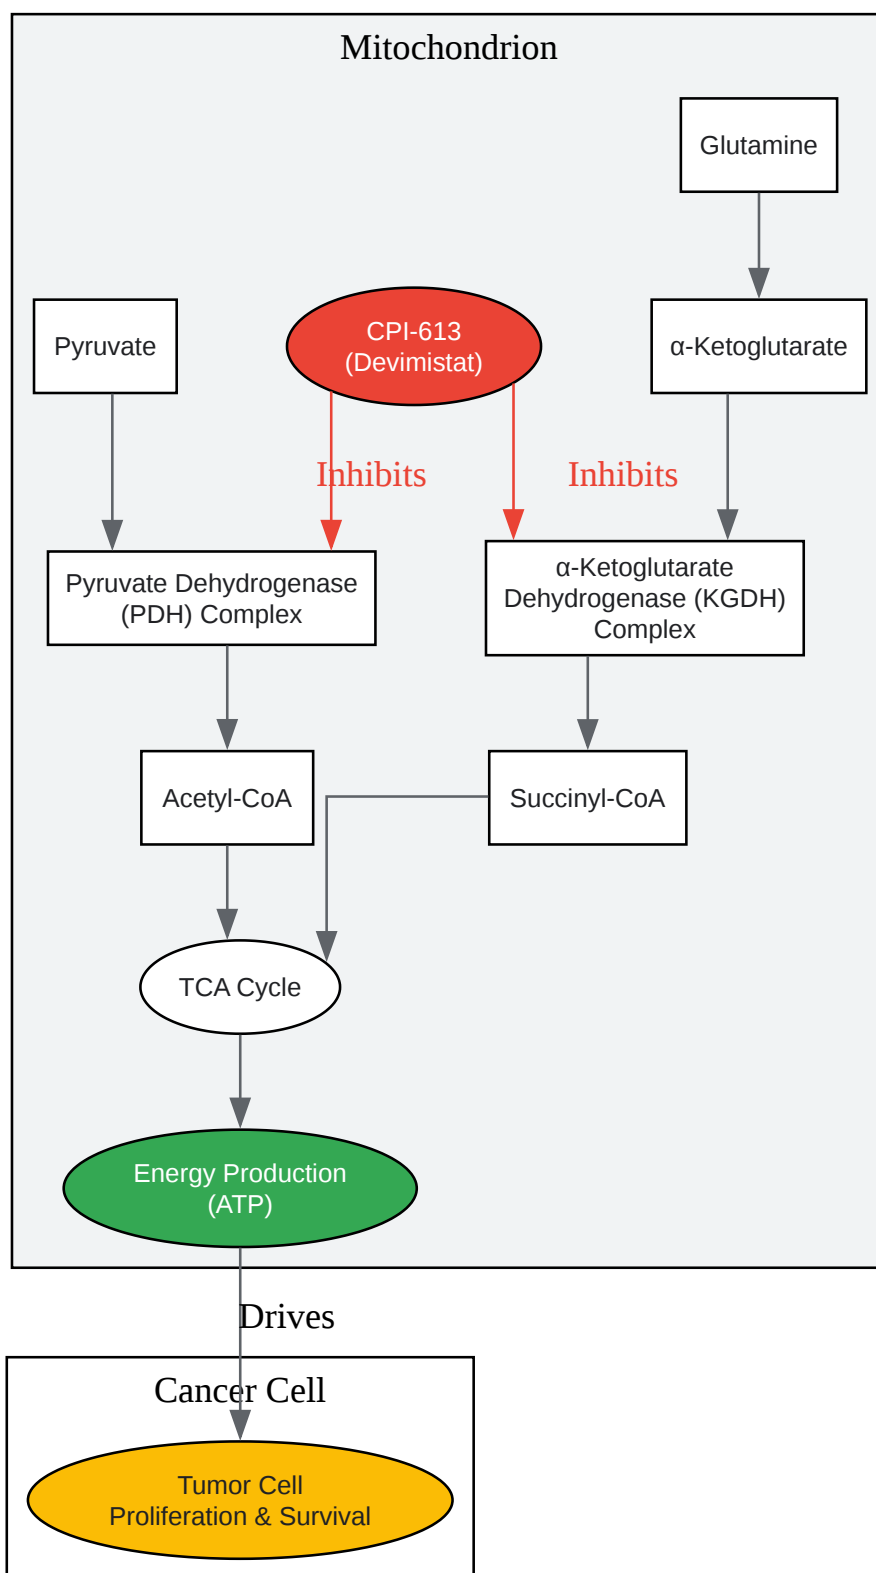 Mitochondrion
Glutamine
Pyruvate
CPI-613
(Devimistat)
α-Ketoglutarate
Inhibits
Inhibits
Pyruvate Dehydrogenase
(PDH) Complex
α-Ketoglutarate
Dehydrogenase (KGDH)
Complex
Acetyl-CoA
Succinyl-CoA
TCA Cycle
Energy Production
(ATP)
Drives
Cancer Cell
Tumor Cell
Proliferation & Survival